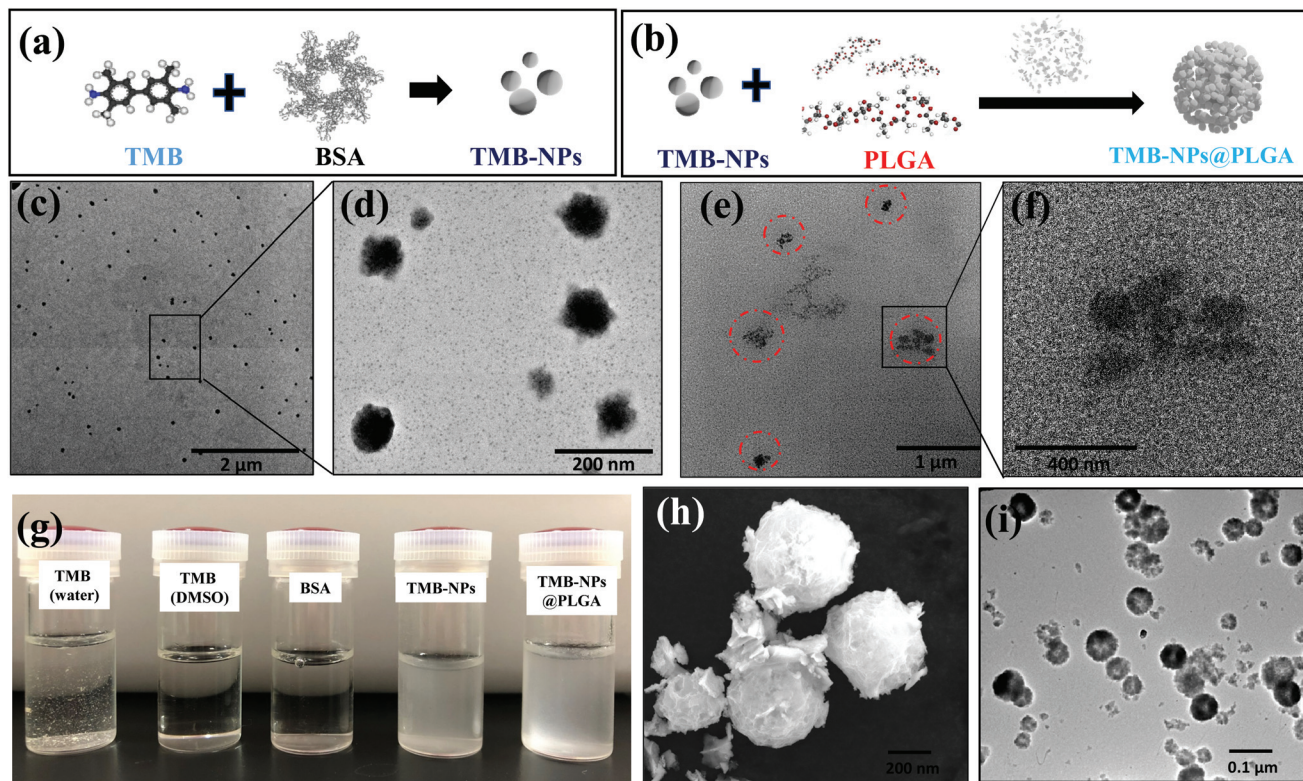 (a)
TMB
BSA
TMB-NPs
(b)
TMB-NPs
PLGA
TMB-NPs@PLGA
(c)
2 μm
(d)
200 nm
(e)
1 μm
(f)
400 nm
(g)
TMB
(water)
TMB
(DMSO)
BSA
TMB-NPs
TMB-NPs
@PLGA
(h)
200 nm
(i)
0.1 μm